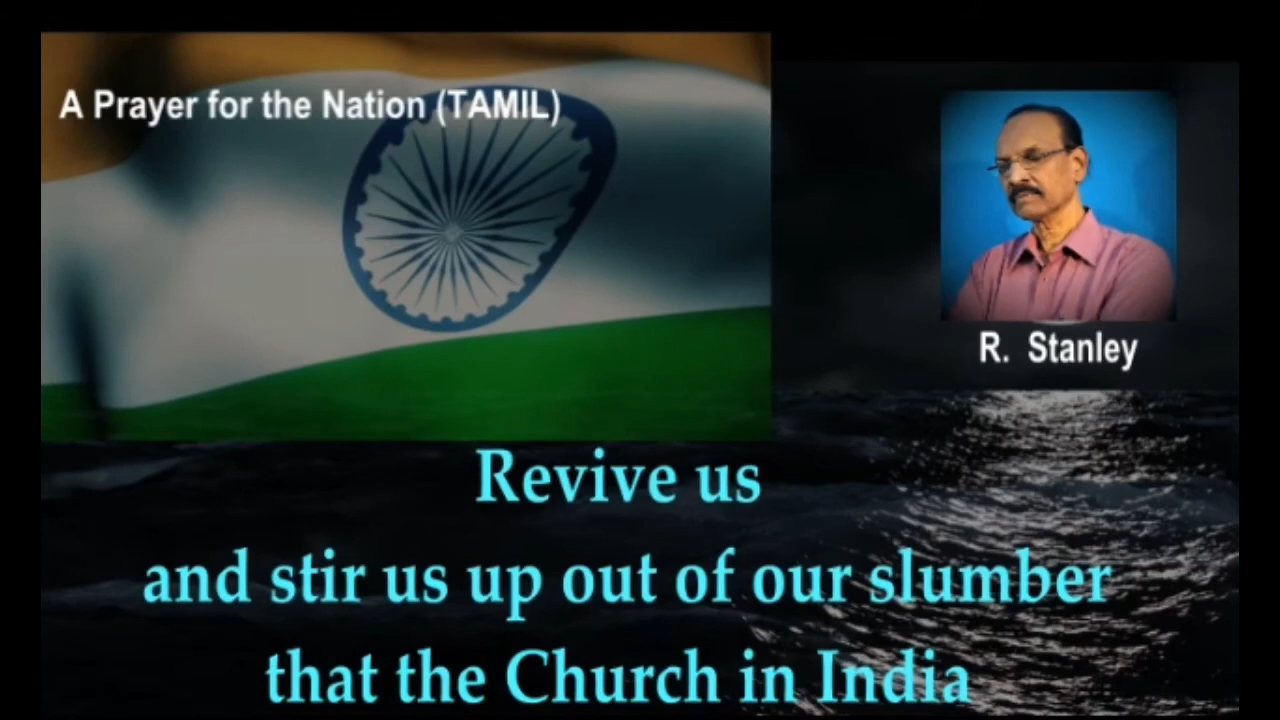 A Prayer for the Nation (TAMIL)
R. Stanley
Revive us
and stir us up out of our slumber
that the Church in India